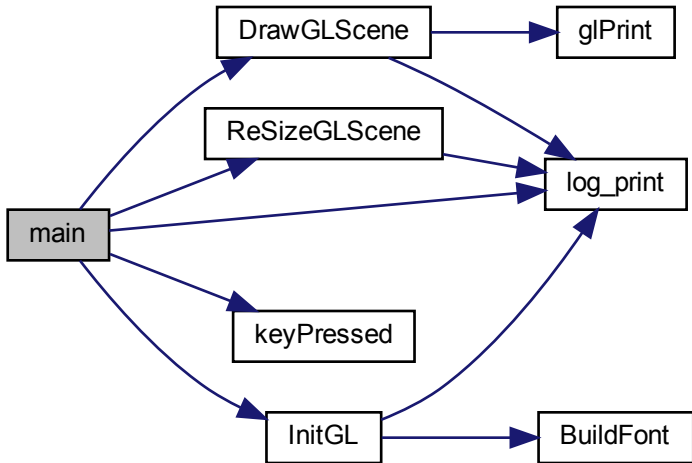 DrawGLScene
glPrint
ReSizeGLScene
log_print
main
keyPressed
InitGL
BuildFont